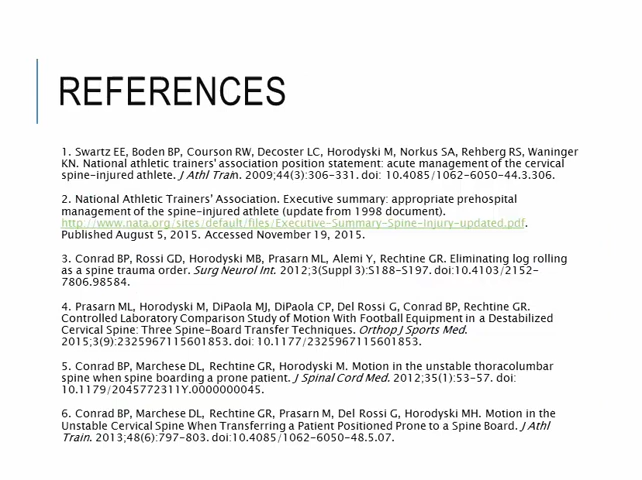 REFERENCES
1. Swartz EE, Boden BP, Courson RW, Decoster LC, Horodyski M, Norkus SA, Rehberg RS, Waninger
KN. National athletic trainers' association position statement: acute management of the cervical
spine-injured athlete. J Athl Train. 2009;44(3):306-331. doi: 10.4085/1062-6050-44.3.306.
2. National Athletic Trainers' Association. Executive summary: appropriate prehospital
management of the spine-injured athlete (update from 1998 document).
http://www.nata.org/sites/default/files/Executive-Summary-Spine-Injury-updated.pdf.
Published August 5, 2015. Accessed November 19, 2015.
3. Conrad BP, Rossi GD, Horodyski MB, Prasarn ML, Alemi Y, Rechtine GR. Eliminating log rolling
as a spine trauma order. Surg Neurol Int. 2012;3(Suppl 3):S188-S197. doi:10.4103/2152-
7806.98584.
4. Prasarn ML, Horodyski M, DiPaola MJ, DiPaola CP, Del Rossi G, Conrad BP, Rechtine GR.
Controlled Laboratory Comparison Study of Motion With Football Equipment in a Destabilized
Cervical Spine: Three Spine-Board Transfer Techniques. Orthop J Sports Med.
2015;3(9):2325967115601853. doi: 10.1177/2325967115601853.
5. Conrad BP, Marchese DL, Rechtine GR, Horodyski M. Motion in the unstable thoracolumbar
spine when spine boarding a prone patient. J Spinal Cord Med. 2012;35(1):53-57. doi:
10.1179/2045772311Y.0000000045.
6. Conrad BP, Marchese DL, Rechtine GR, Prasarn M, Del Rossi G, Horodyski MH. Motion in the
Unstable Cervical Spine When Transferring a Patient Positioned Prone to a Spine Board. J Athl
Train. 2013;48(6):797-803. doi:10.4085/1062-6050-48.5.07.